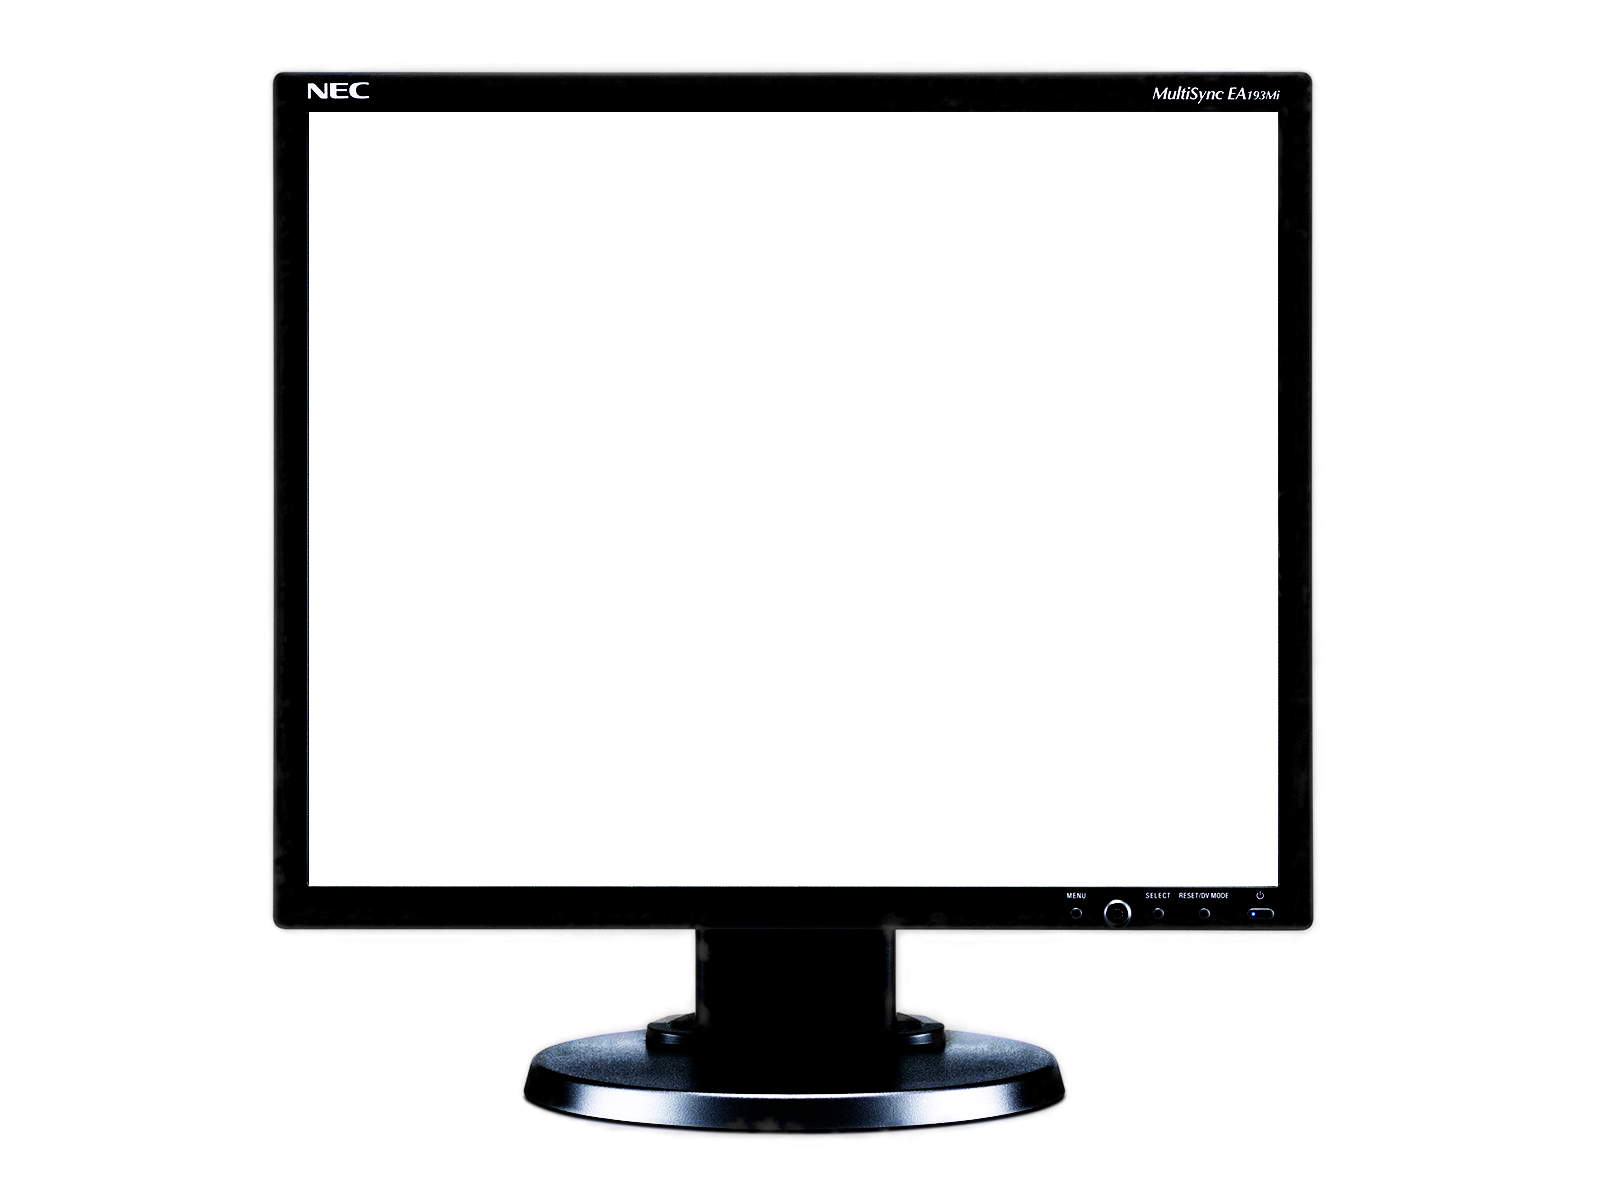 NEC
MultiSync EA193Mi
MENU
SELECT
RESET/DV MODE